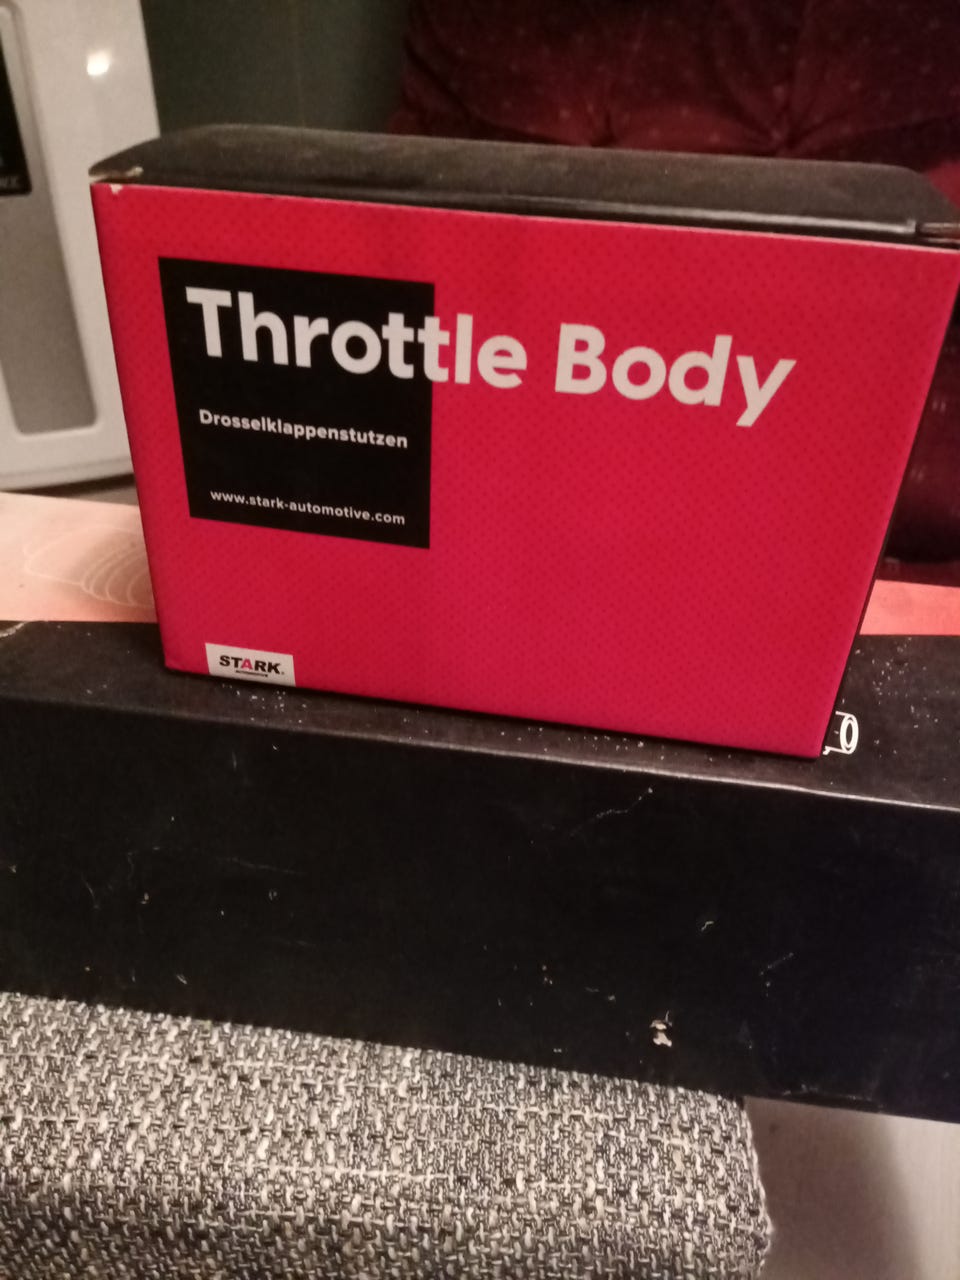 Throttle Body
Drosselklappenstutzen
www.stark-automotive.com
STARK